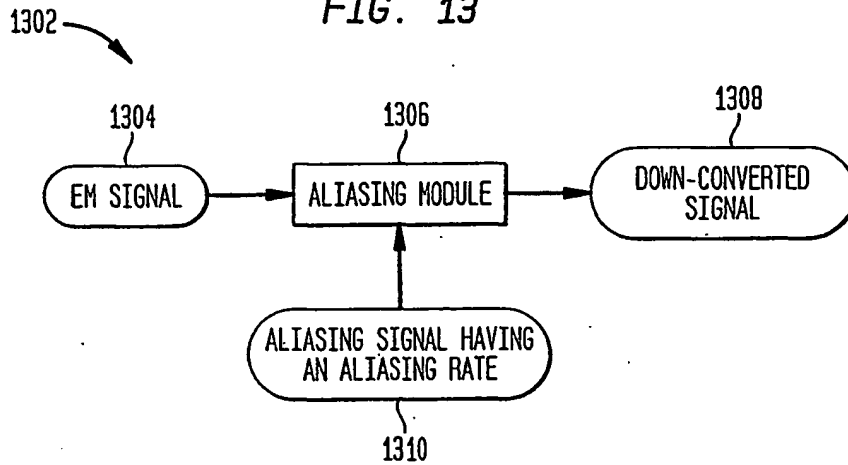 FIG. 13
1302
1304
1306
1308
EM SIGNAL
ALIASING MODULE
DOWN-CONVERTED
SIGNAL
ALIASING SIGNAL HAVING
AN ALIASING RATE
1310